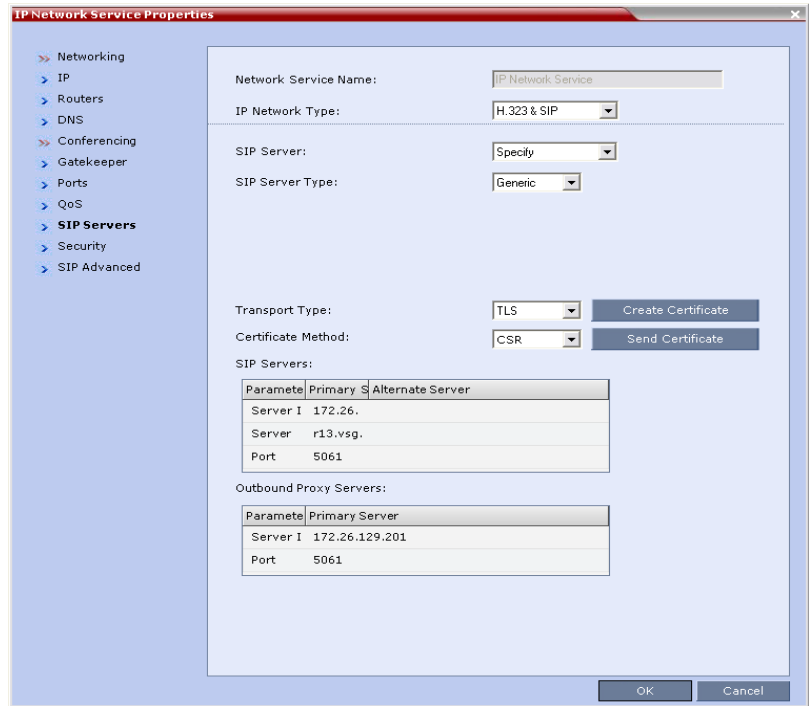 IP Network Service Properties
Networking
IP
Routers
DNS
Conferencing
Gatekeeper
Ports
QoS
SIP Servers
Security
SIP Advanced
Network Service Name: IP Network Service
IP Network Type: H.323 & SIP
SIP Server: Specify
SIP Server Type: Generic
Transport Type: TLS Create Certificate
Certificate Method: CSR Send Certificate
SIP Servers:
Paramete Primary S Alternate Server
Server I 172.26.
Server r13.vsg.
Port 5061
Outbound Proxy Servers:
Paramete Primary Server
Server I 172.26.129.201
Port 5061
OK Cancel